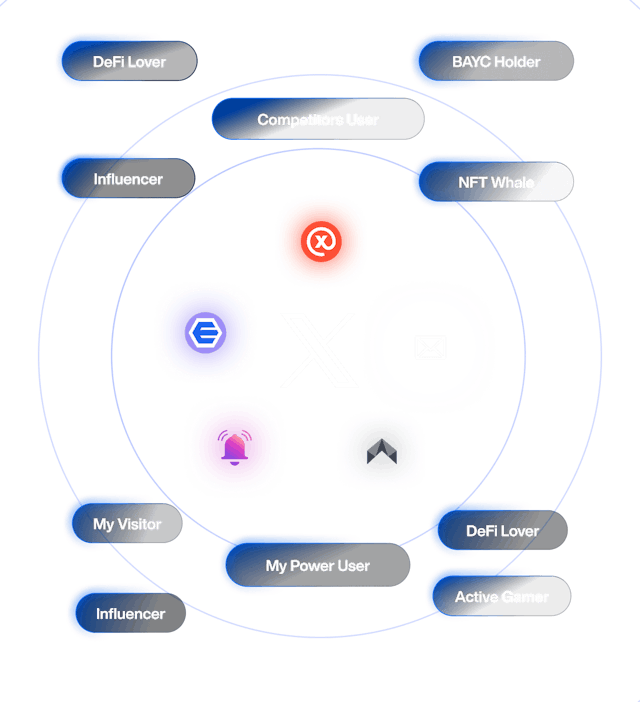 DeFi Lover
BAYC Holder
Competitors User
Influencer
NFT Whale
My Visitor
DeFi Lover
My Power User
Active Gamer
Influencer